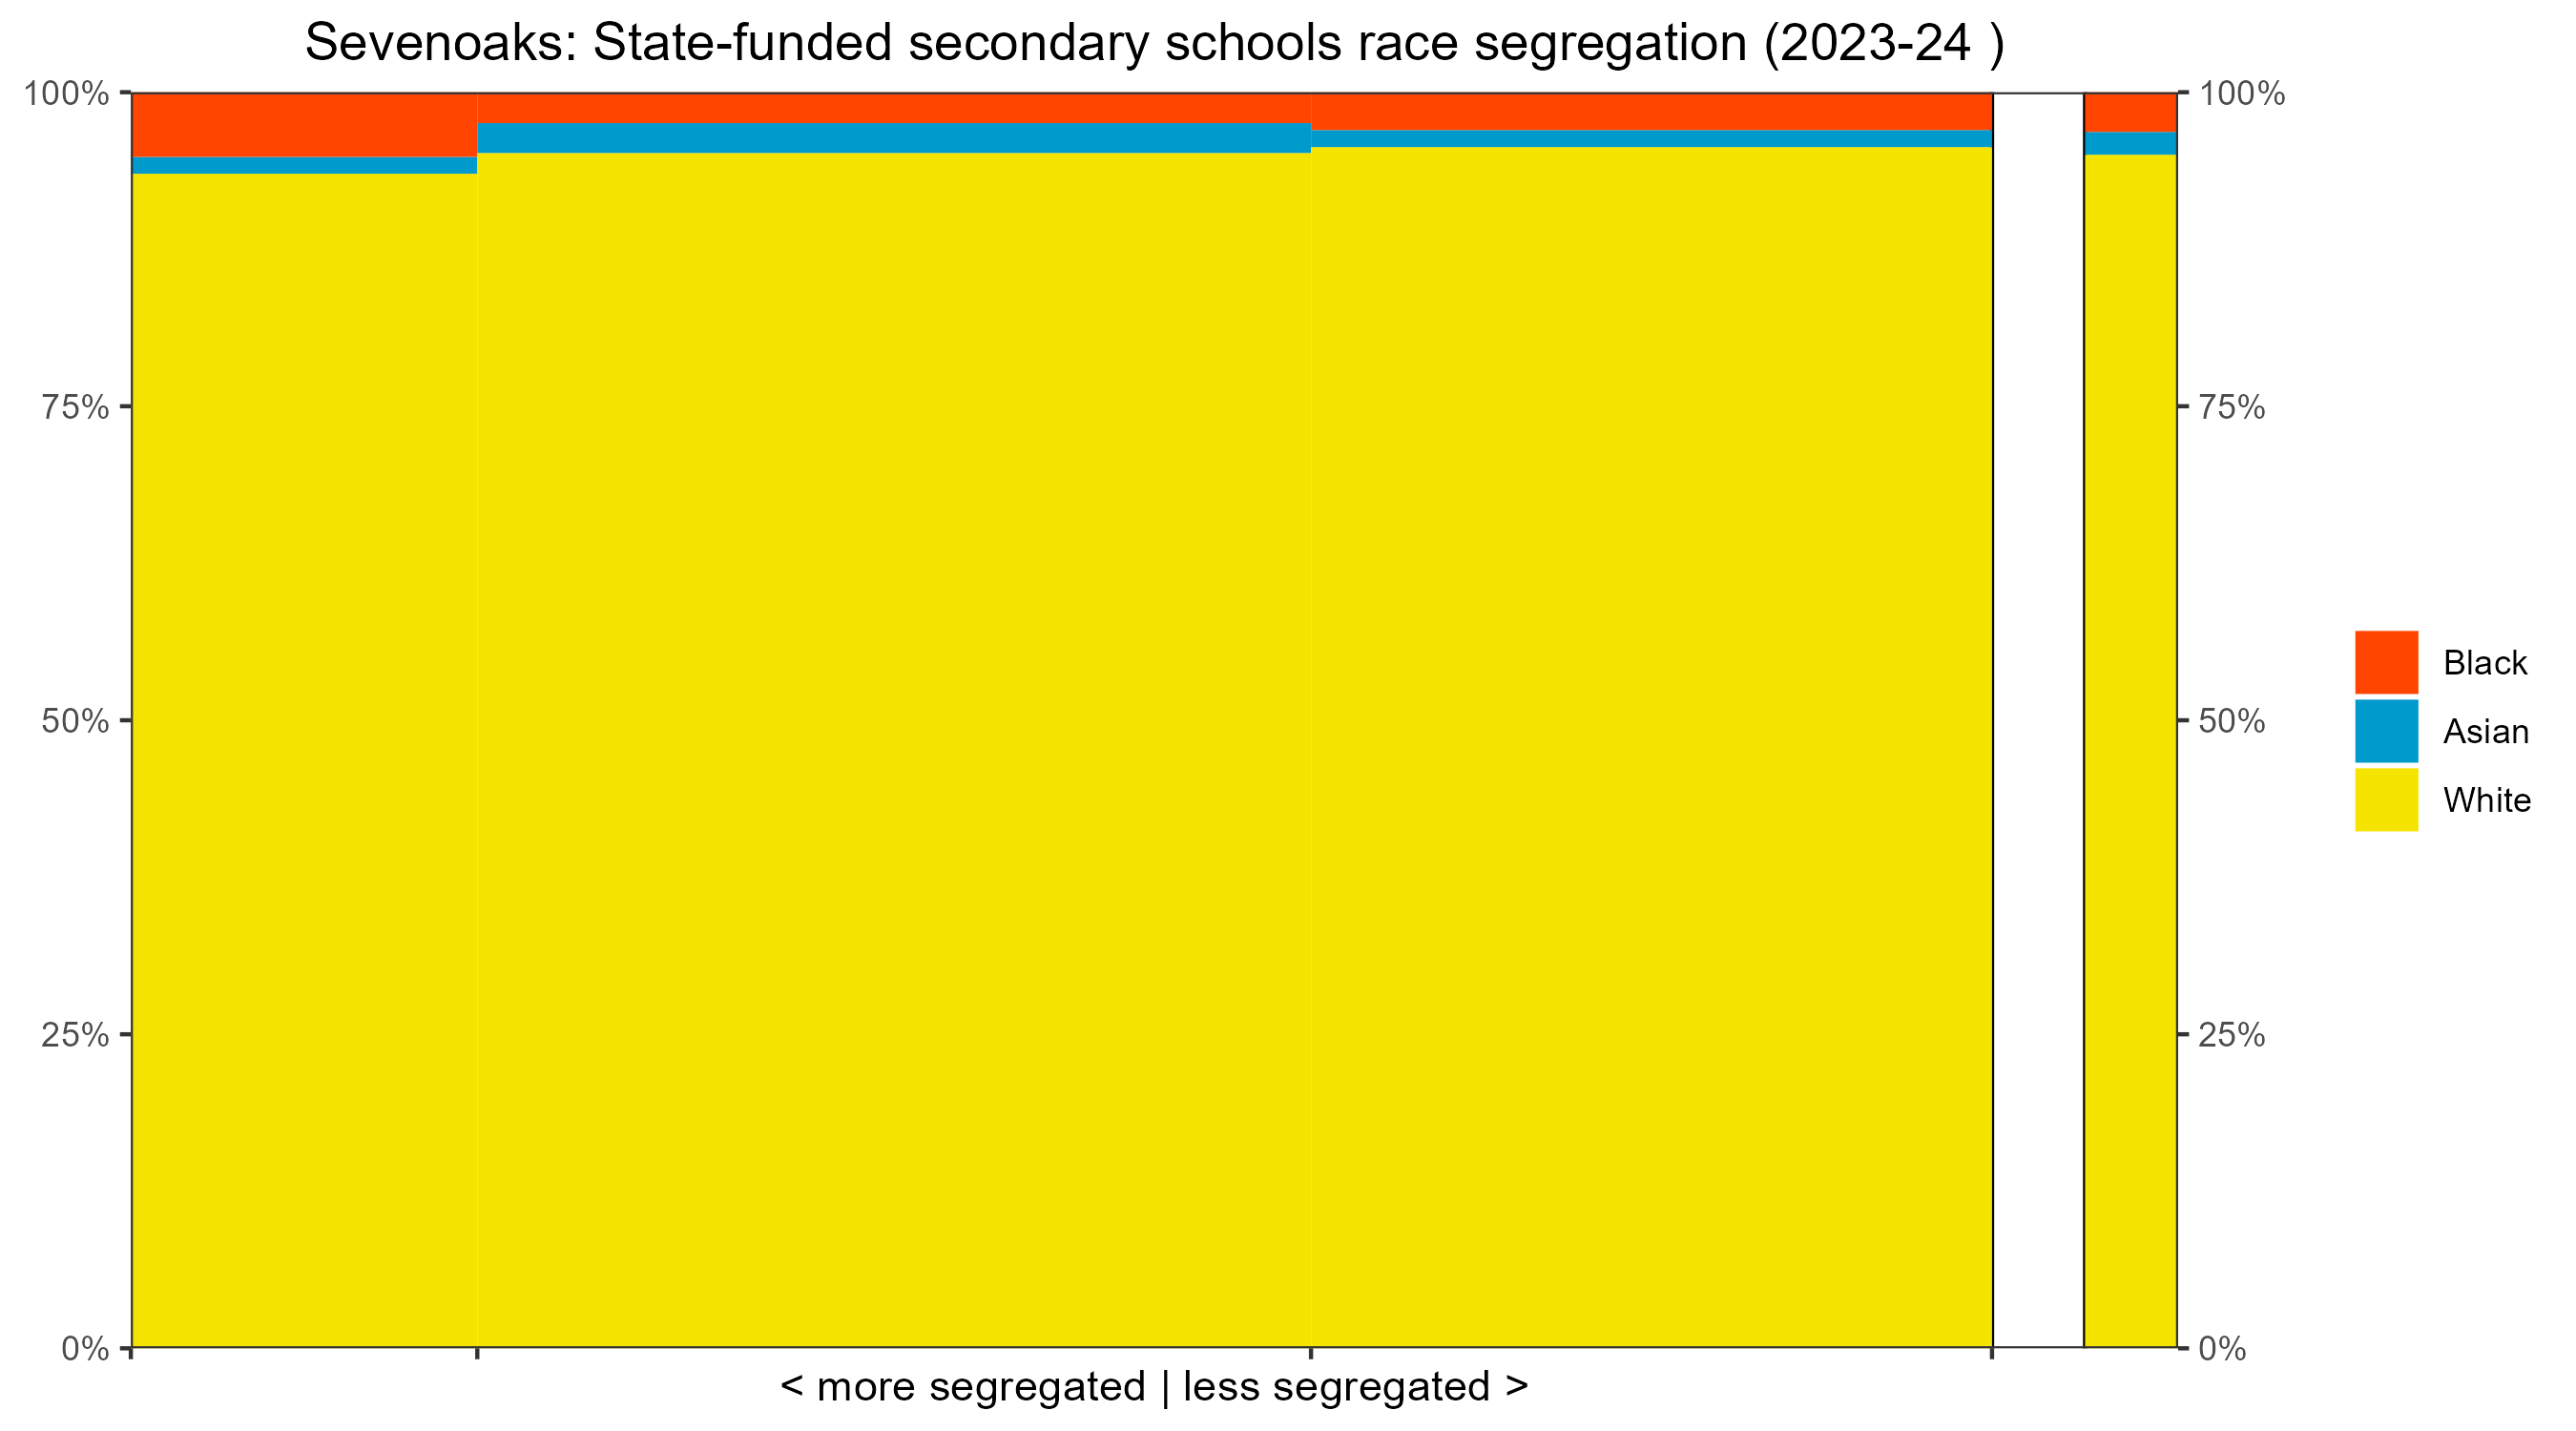 Sevenoaks: State-funded secondary schools race segregation (2023-24 )
100%
75%
50%
25%
0%
100%
75%
50%
25%
0%
< more segregated | less segregated >
Black
Asian
White